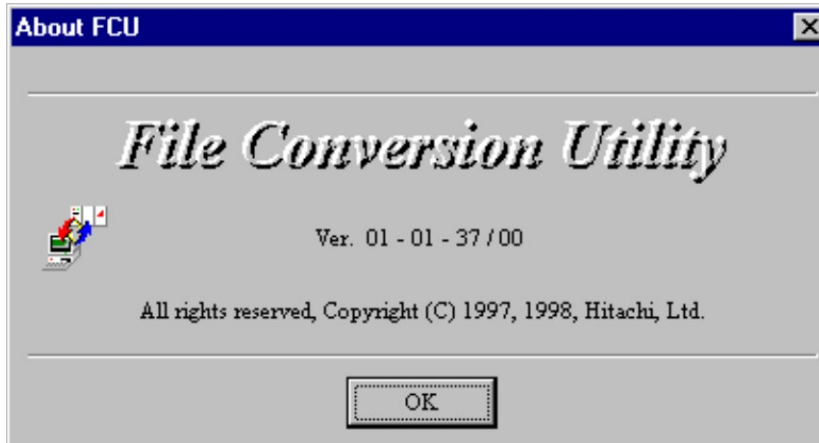 About FCU
File Conversion Utility
Ver. 01 - 01 - 37 / 00
All rights reserved, Copyright (C) 1997, 1998, Hitachi, Ltd.
OK